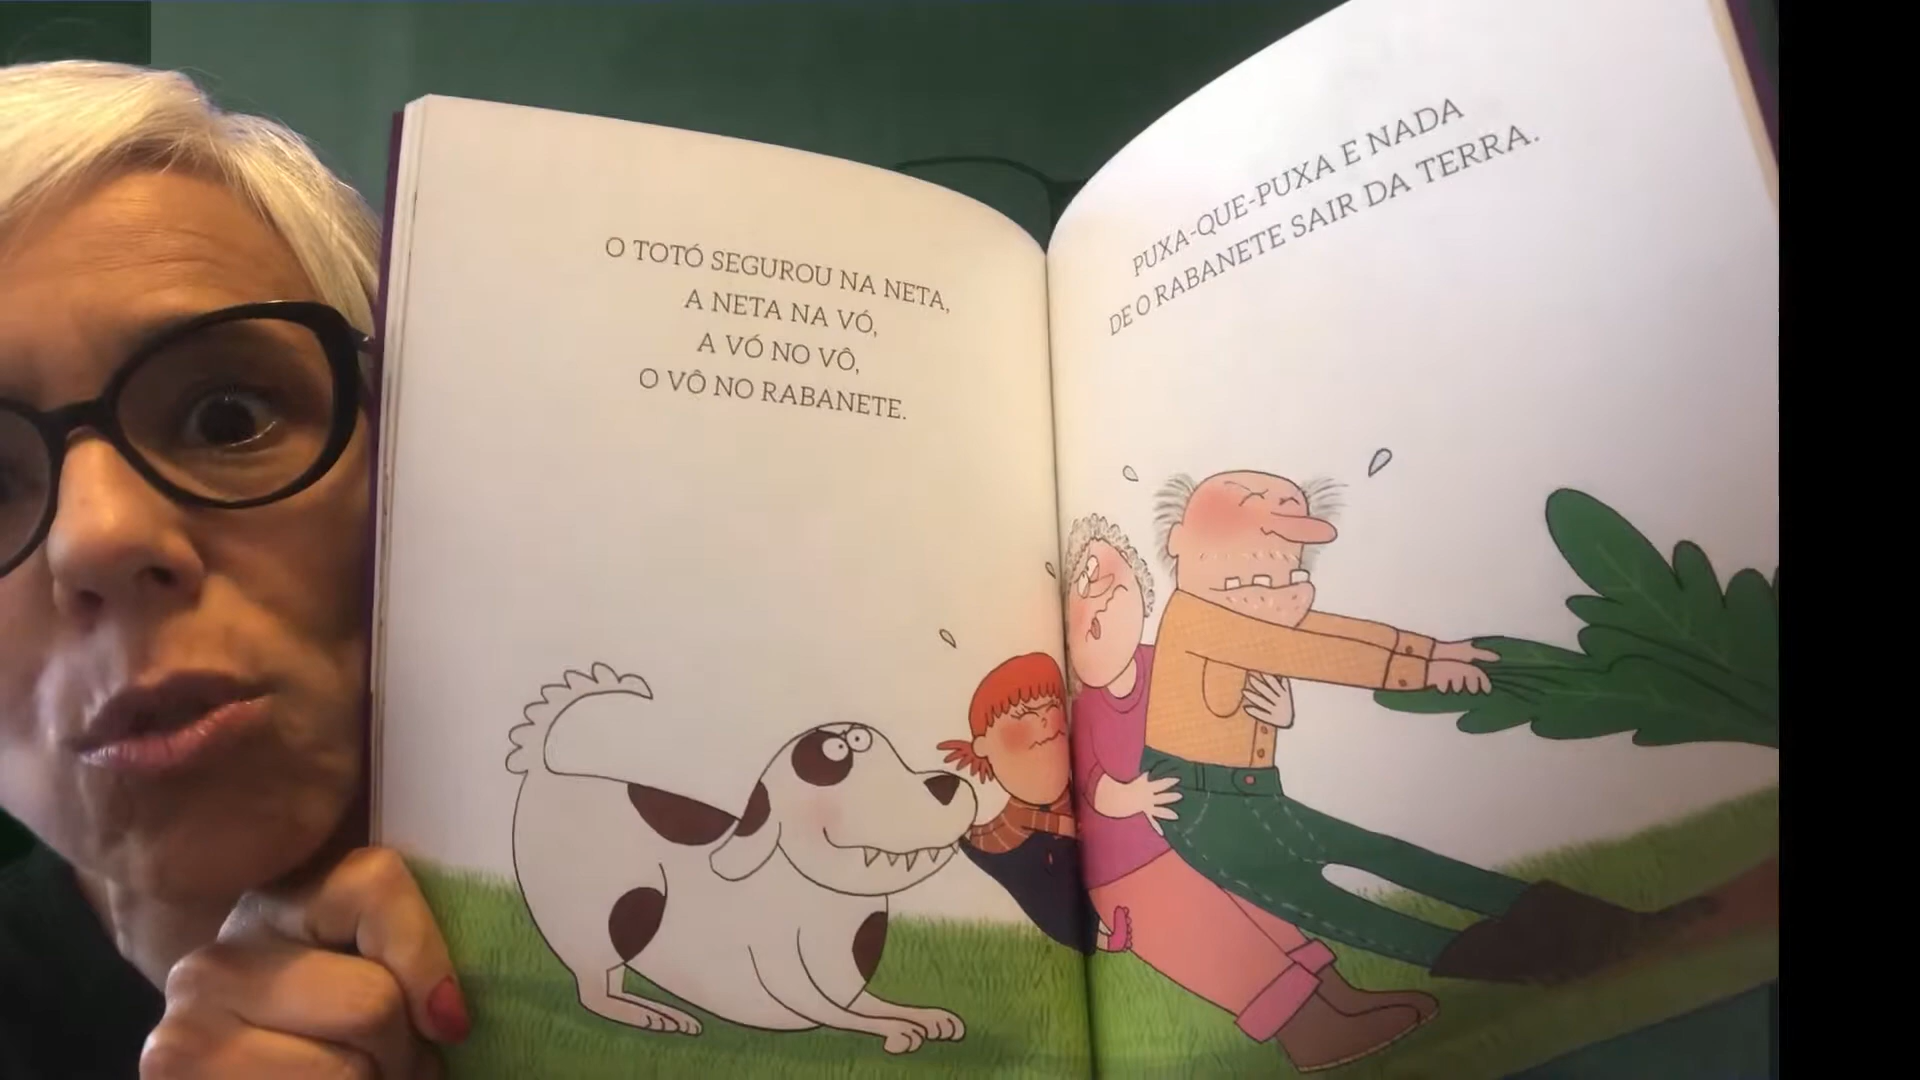 O TOTÓ SEGUROU NA NETA,
A NETA NA VÓ,
A VÓ NO VÔ,
O VÔ NO RABANETE.
PUXA-QUE-PUXA E NADA
DE O RABANETE SAIR DA TERRA.